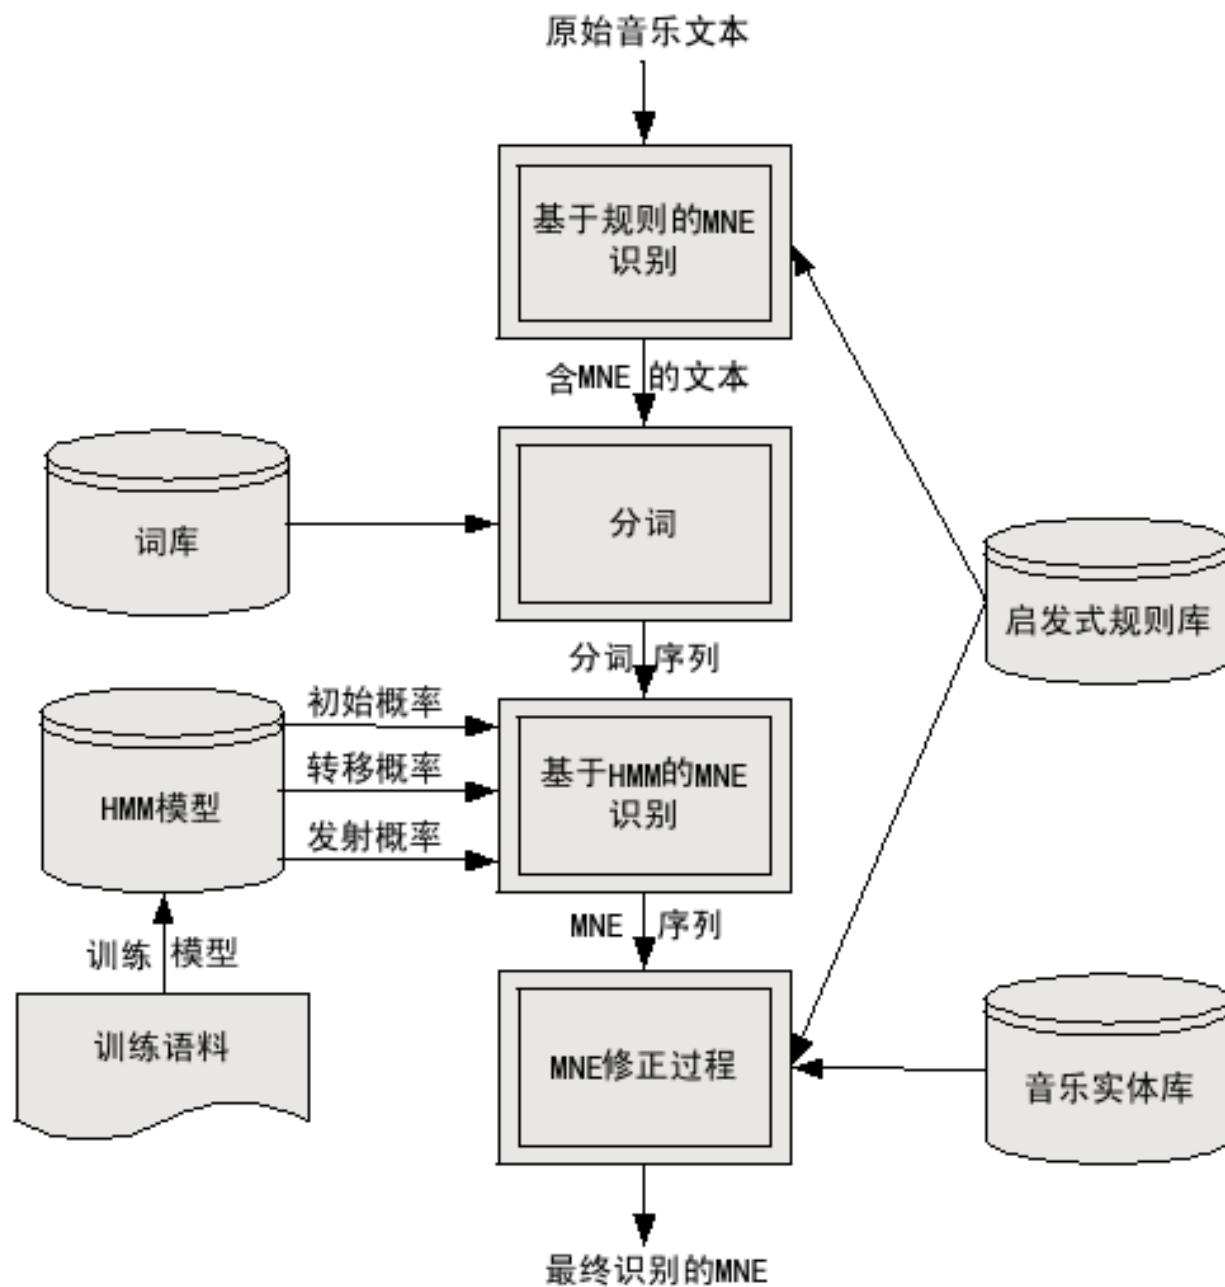 原始音乐文本
基于规则的MNE
识别
含MNE 的文本
词库
分词
启发式规则库
分词 序列
初始概率
转移概率
发射概率
HMM模型
基于HMM的MNE
识别
MNE 序列
训练 模型
训练语料
MNE修正过程
音乐实体库
最终识别的MNE